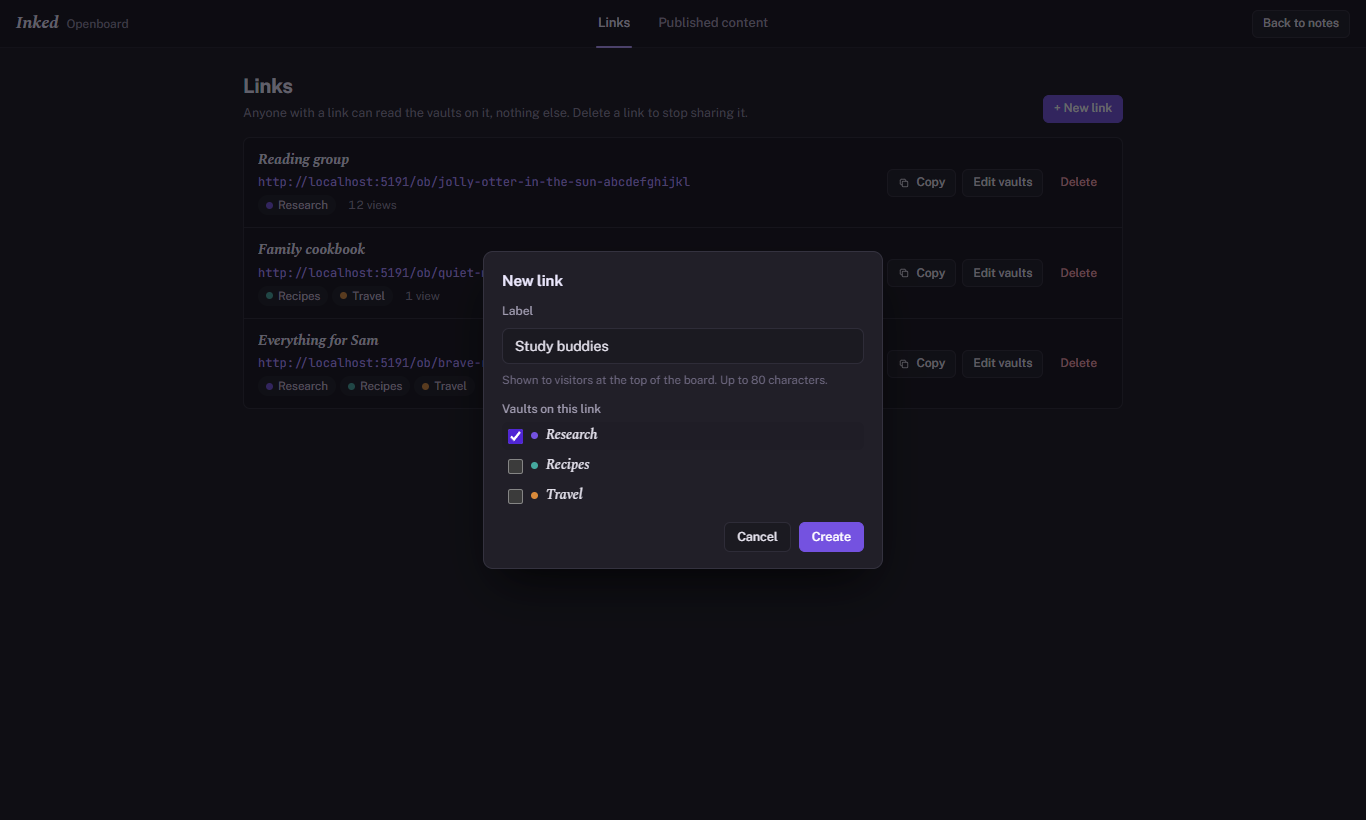 Inked Openboard
Links
Published content
Back to notes
Links
Anyone with a link can read the vaults on it, nothing else. Delete a link to stop sharing it.
+ New link
Reading group
http://localhost:5191/ob/jolly-otter-in-the-sun-abcdefghijkl
Research 12 views
Copy
Edit vaults
Delete
Family cookbook
http://localhost:5191/ob/quiet-
Recipes Travel 1 view
Copy
Edit vaults
Delete
Everything for Sam
http://localhost:5191/ob/brave-
Research Recipes Travel
Copy
Edit vaults
Delete
New link
Label
Study buddies
Shown to visitors at the top of the board. Up to 80 characters.
Vaults on this link
Research
Recipes
Travel
Cancel
Create